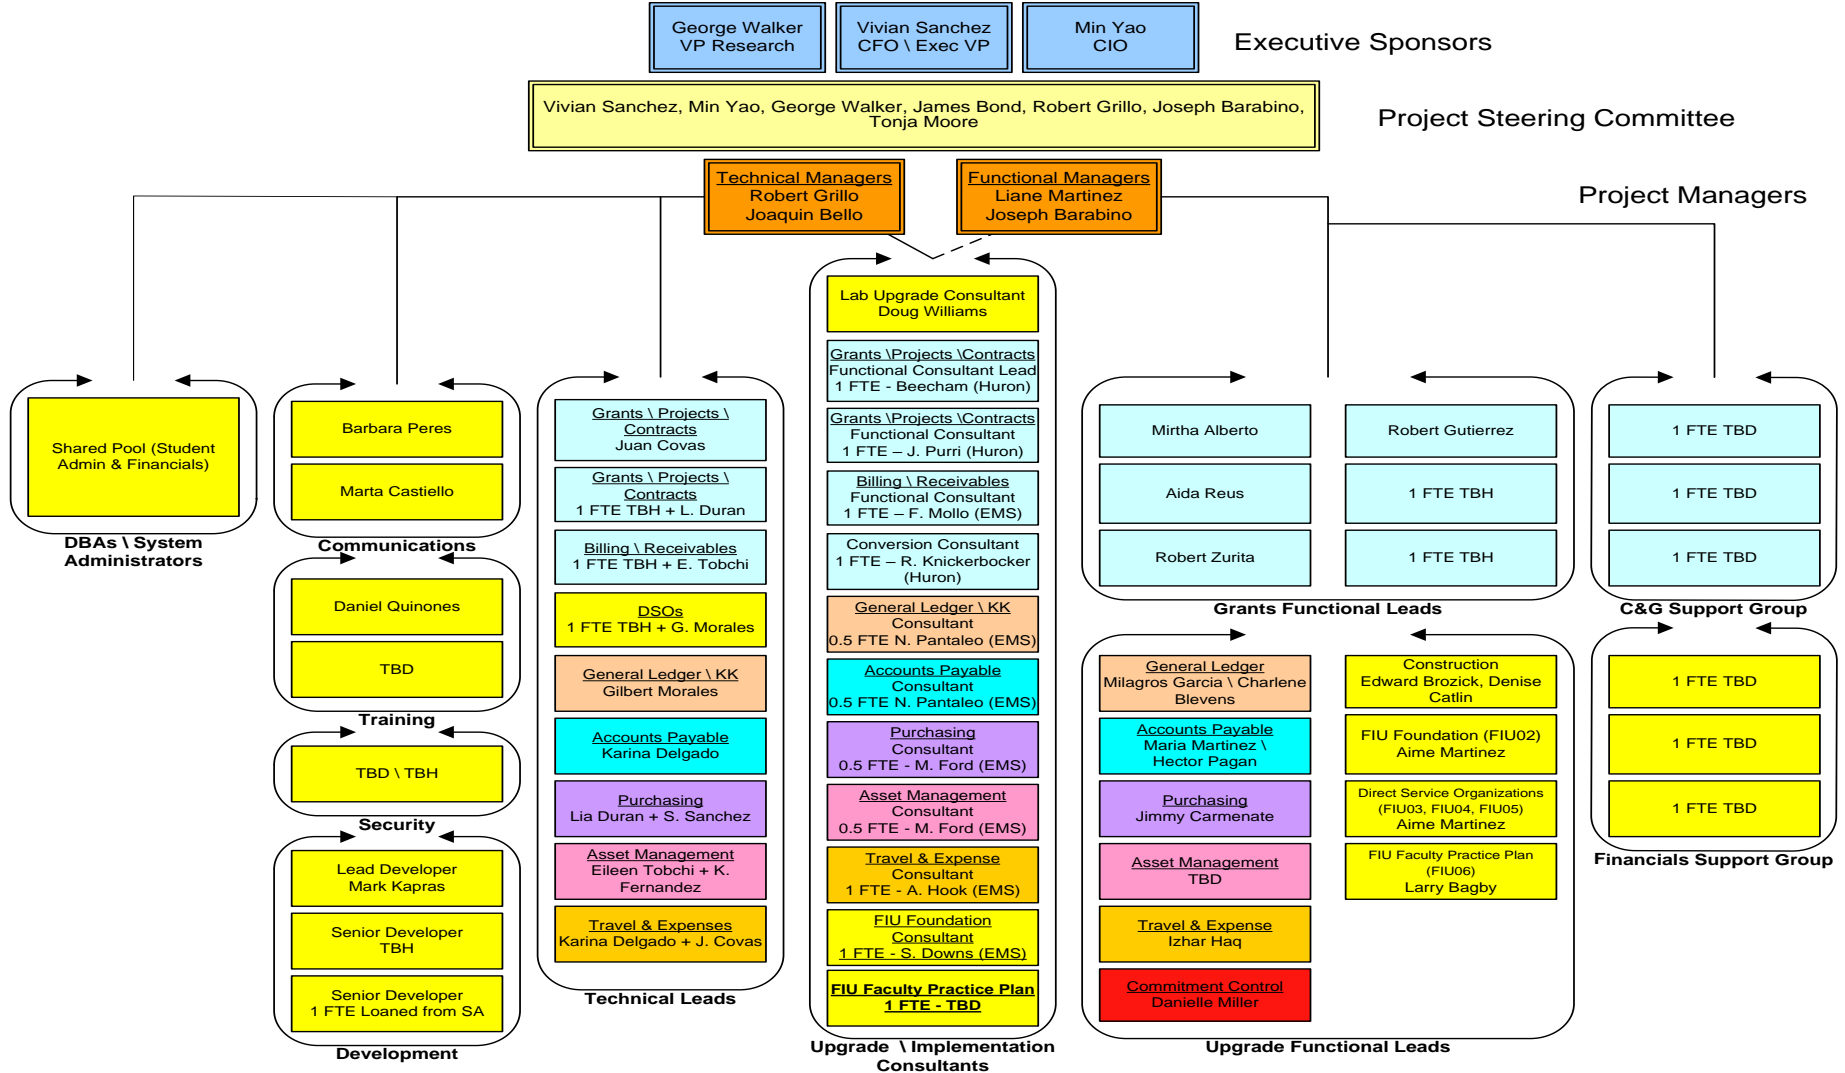 George Walker
VP Research
Vivian Sanchez
CFO \ Exec VP
Min Yao
CIO
Executive Sponsors
Vivian Sanchez, Min Yao, George Walker, James Bond, Robert Grillo, Joseph Barabino,
Tonja Moore
Project Steering Committee
Technical Managers
Robert Grillo
Joaquin Bello
Functional Managers
Liane Martinez
Joseph Barabino
Project Managers
Shared Pool (Student
Admin & Financials)
DBAs \ System
Administrators
Barbara Peres
Marta Castiello
Communications
Daniel Quinones
TBD
Training
TBD \ TBH
Security
Lead Developer
Mark Kapras
Senior Developer
TBH
Senior Developer
1 FTE Loaned from SA
Development
Grants \ Projects \
Contracts
Juan Covas
Grants \ Projects \
Contracts
1 FTE TBH + L. Duran
Billing \ Receivables
1 FTE TBH + E. Tobchi
DSOs
1 FTE TBH + G. Morales
General Ledger \ KK
Gilbert Morales
Accounts Payable
Karina Delgado
Purchasing
Lia Duran + S. Sanchez
Asset Management
Eileen Tobchi + K.
Fernandez
Travel & Expenses
Karina Delgado + J. Covas
Technical Leads
Lab Upgrade Consultant
Doug Williams
Grants \Projects \Contracts
Functional Consultant Lead
1 FTE - Beecham (Huron)
Grants \Projects \Contracts
Functional Consultant
1 FTE – J. Purri (Huron)
Billing \ Receivables
Functional Consultant
1 FTE – F. Mollo (EMS)
Conversion Consultant
1 FTE – R. Knickerbocker
(Huron)
General Ledger \ KK
Consultant
0.5 FTE N. Pantaleo (EMS)
Accounts Payable
Consultant
0.5 FTE N. Pantaleo (EMS)
Purchasing
Consultant
0.5 FTE - M. Ford (EMS)
Asset Management
Consultant
0.5 FTE - M. Ford (EMS)
Travel & Expense
Consultant
1 FTE - A. Hook (EMS)
FIU Foundation
Consultant
1 FTE - S. Downs (EMS)
FIU Faculty Practice Plan
1 FTE - TBD
Upgrade \ Implementation
Consultants
Mirtha Alberto
Aida Reus
Robert Zurita
Robert Gutierrez
1 FTE TBH
1 FTE TBH
Grants Functional Leads
General Ledger
Milagros Garcia \ Charlene
Blevens
Accounts Payable
Maria Martinez \
Hector Pagan
Purchasing
Jimmy Carmenate
Asset Management
TBD
Travel & Expense
Izhar Haq
Commitment Control
Danielle Miller
Construction
Edward Brozick, Denise
Catlin
FIU Foundation (FIU02)
Aime Martinez
Direct Service Organizations
(FIU03, FIU04, FIU05)
Aime Martinez
FIU Faculty Practice Plan
(FIU06)
Larry Bagby
Upgrade Functional Leads
1 FTE TBD
1 FTE TBD
1 FTE TBD
C&G Support Group
1 FTE TBD
1 FTE TBD
1 FTE TBD
Financials Support Group